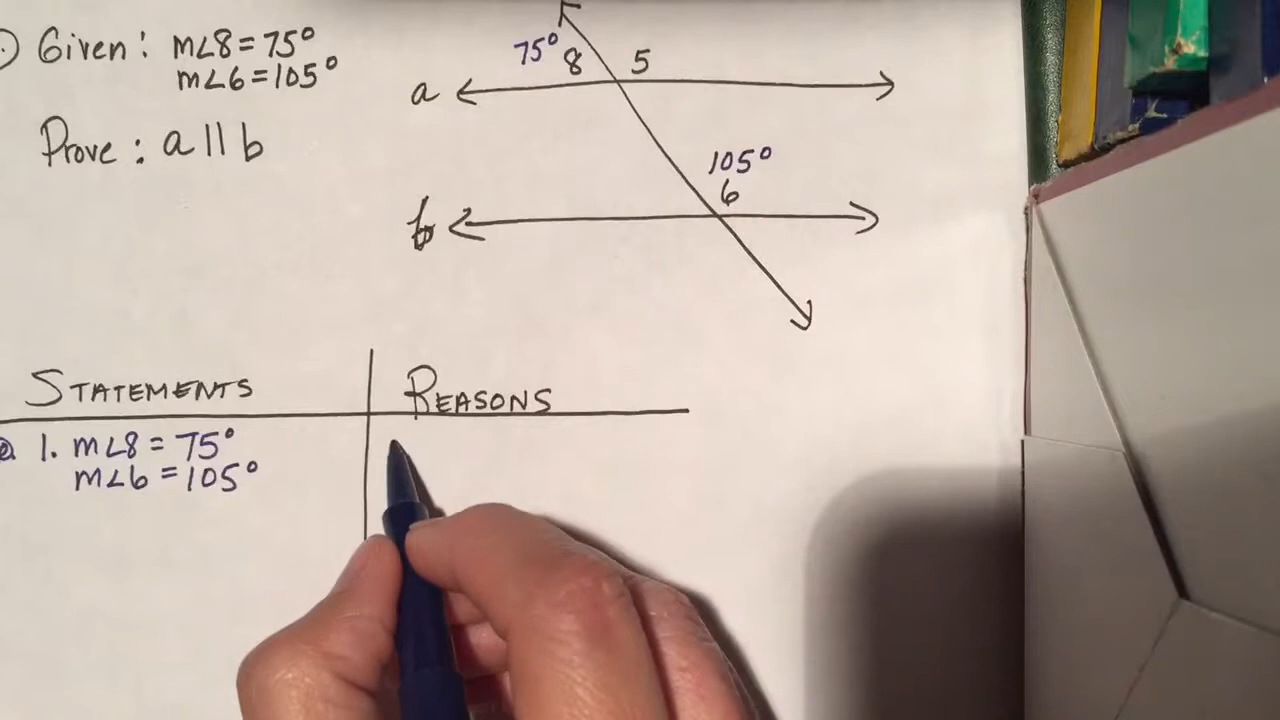 Given: m∠8=75°
m∠6=105°
Prove: a || b
75°
8 5
a
105°
6
b
STATEMENTS REASONS
1. m∠8 = 75°
m∠6 = 105°